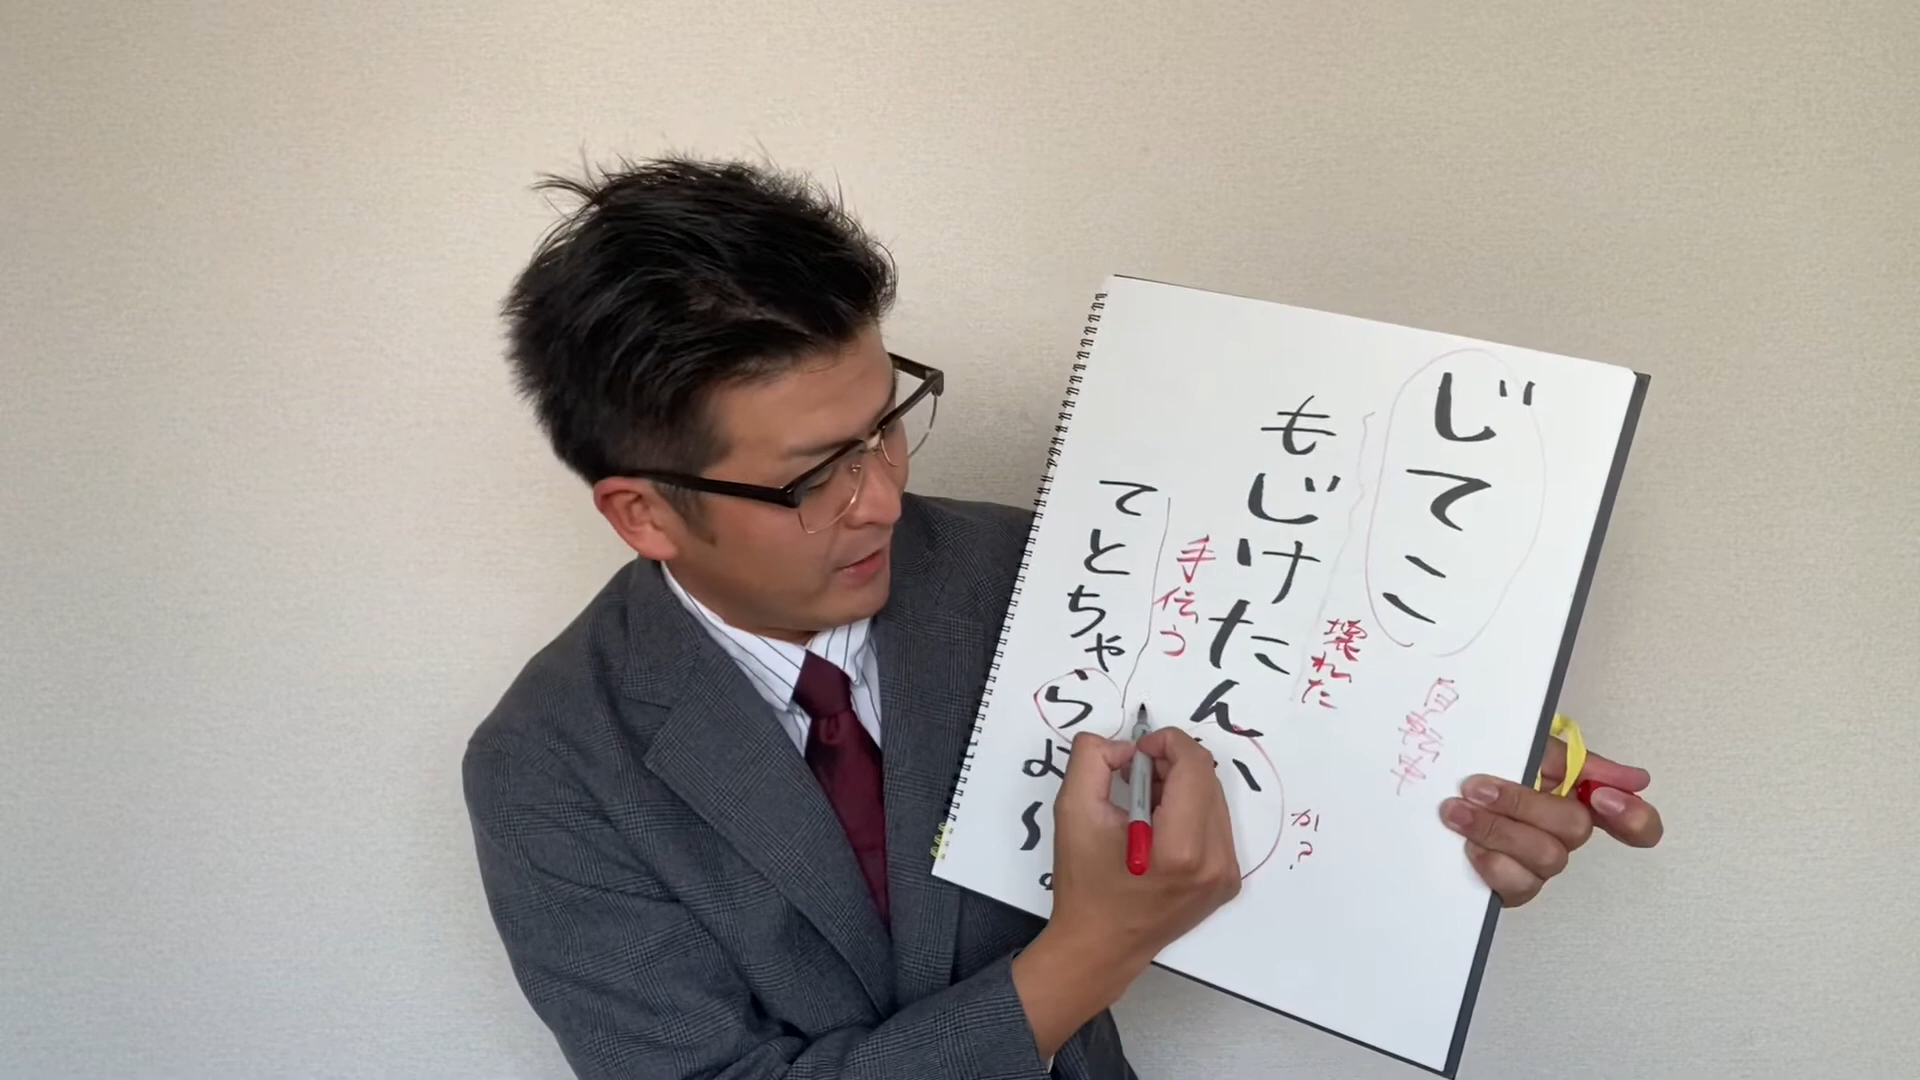 じてこ
自転車
もじけたんい
壊れた
か？
てとちゃらよ〜。
手伝う